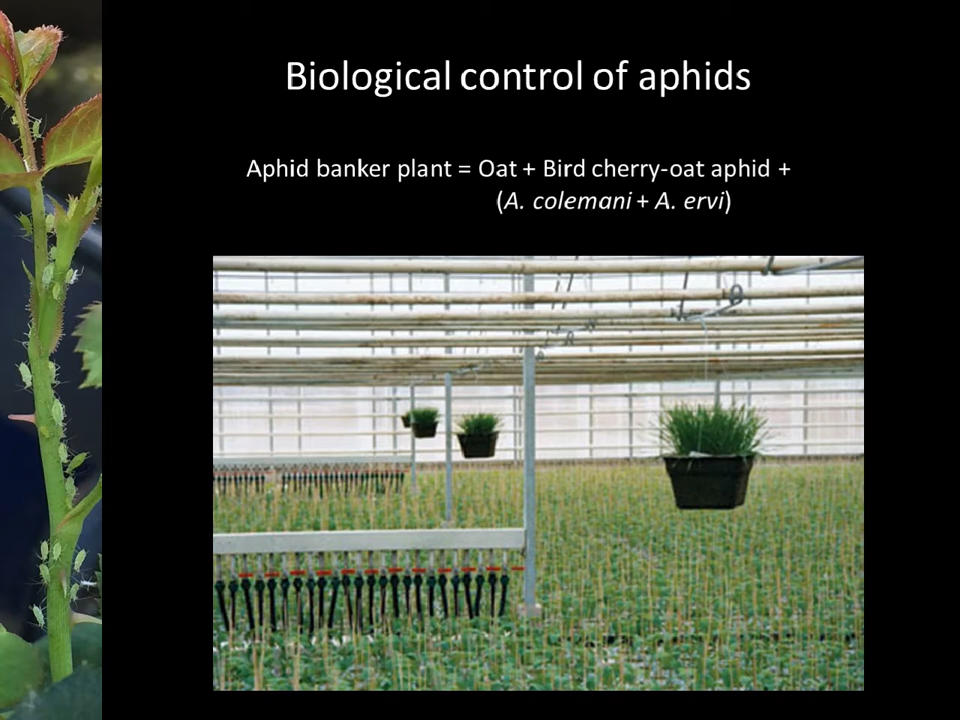 Biological control of aphids
Aphid banker plant = Oat + Bird cherry-oat aphid +
(A. colemani + A. ervi)